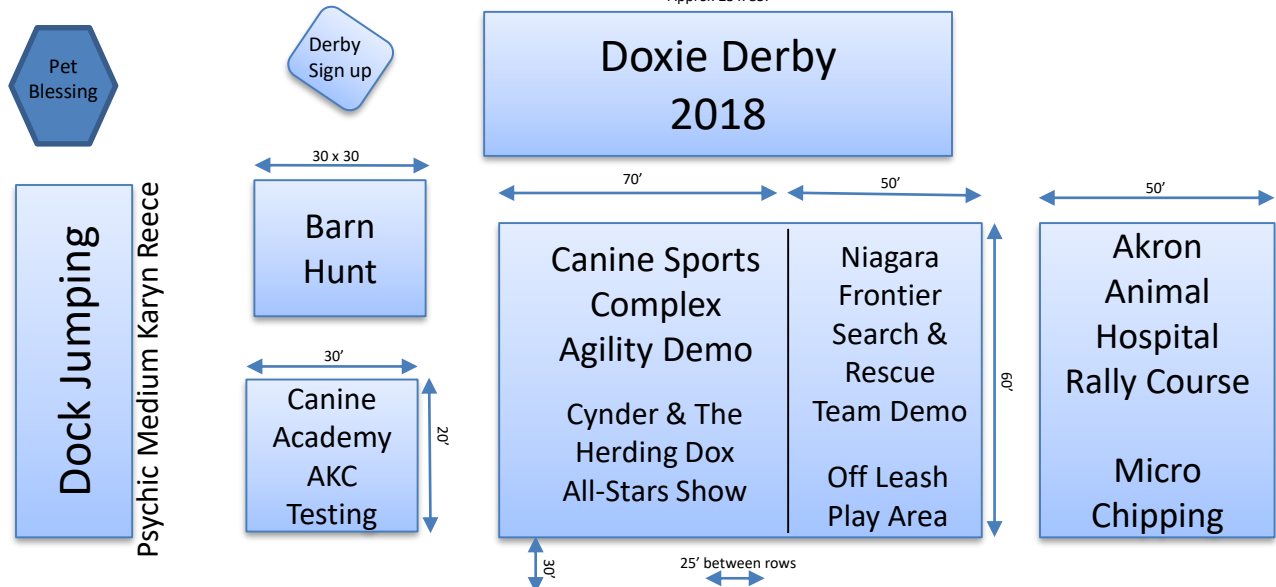 Pet
Blessing
Derby
Sign up
Doxie Derby
2018
30 x 30
70’
50’
50’
Dock Jumping
Psychic Medium Karyn Reece
Barn
Hunt
30’
20’
Canine
Academy
AKC
Testing
Canine Sports
Complex
Agility Demo
Cynder & The
Herding Dox
All-Stars Show
Niagara
Frontier
Search &
Rescue
Team Demo
Off Leash
Play Area
60’
Akron
Animal
Hospital
Rally Course
Micro
Chipping
30’
25’ between rows